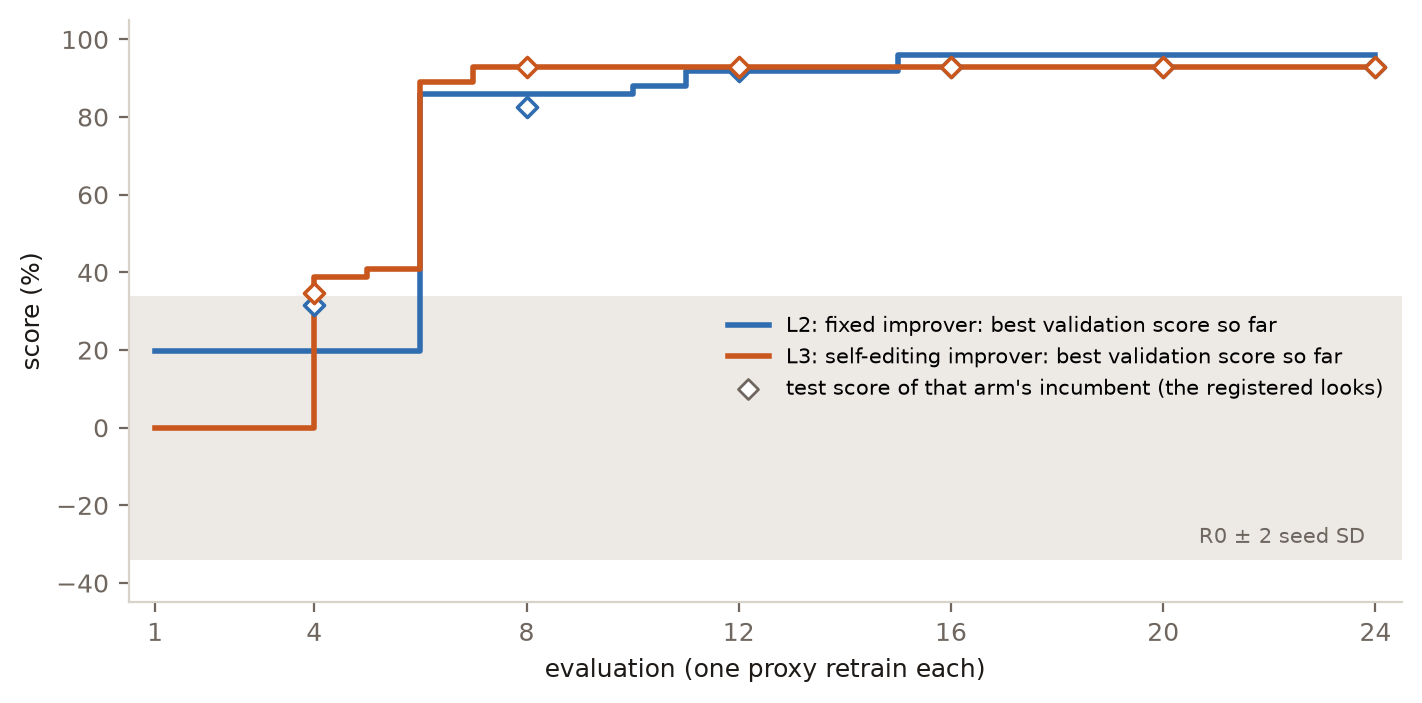 100
80
60
40
20
0
−20
−40
score (%)
L2: fixed improver: best validation score so far
L3: self-editing improver: best validation score so far
test score of that arm's incumbent (the registered looks)
R0 ± 2 seed SD
1 4 8 12 16 20 24
evaluation (one proxy retrain each)